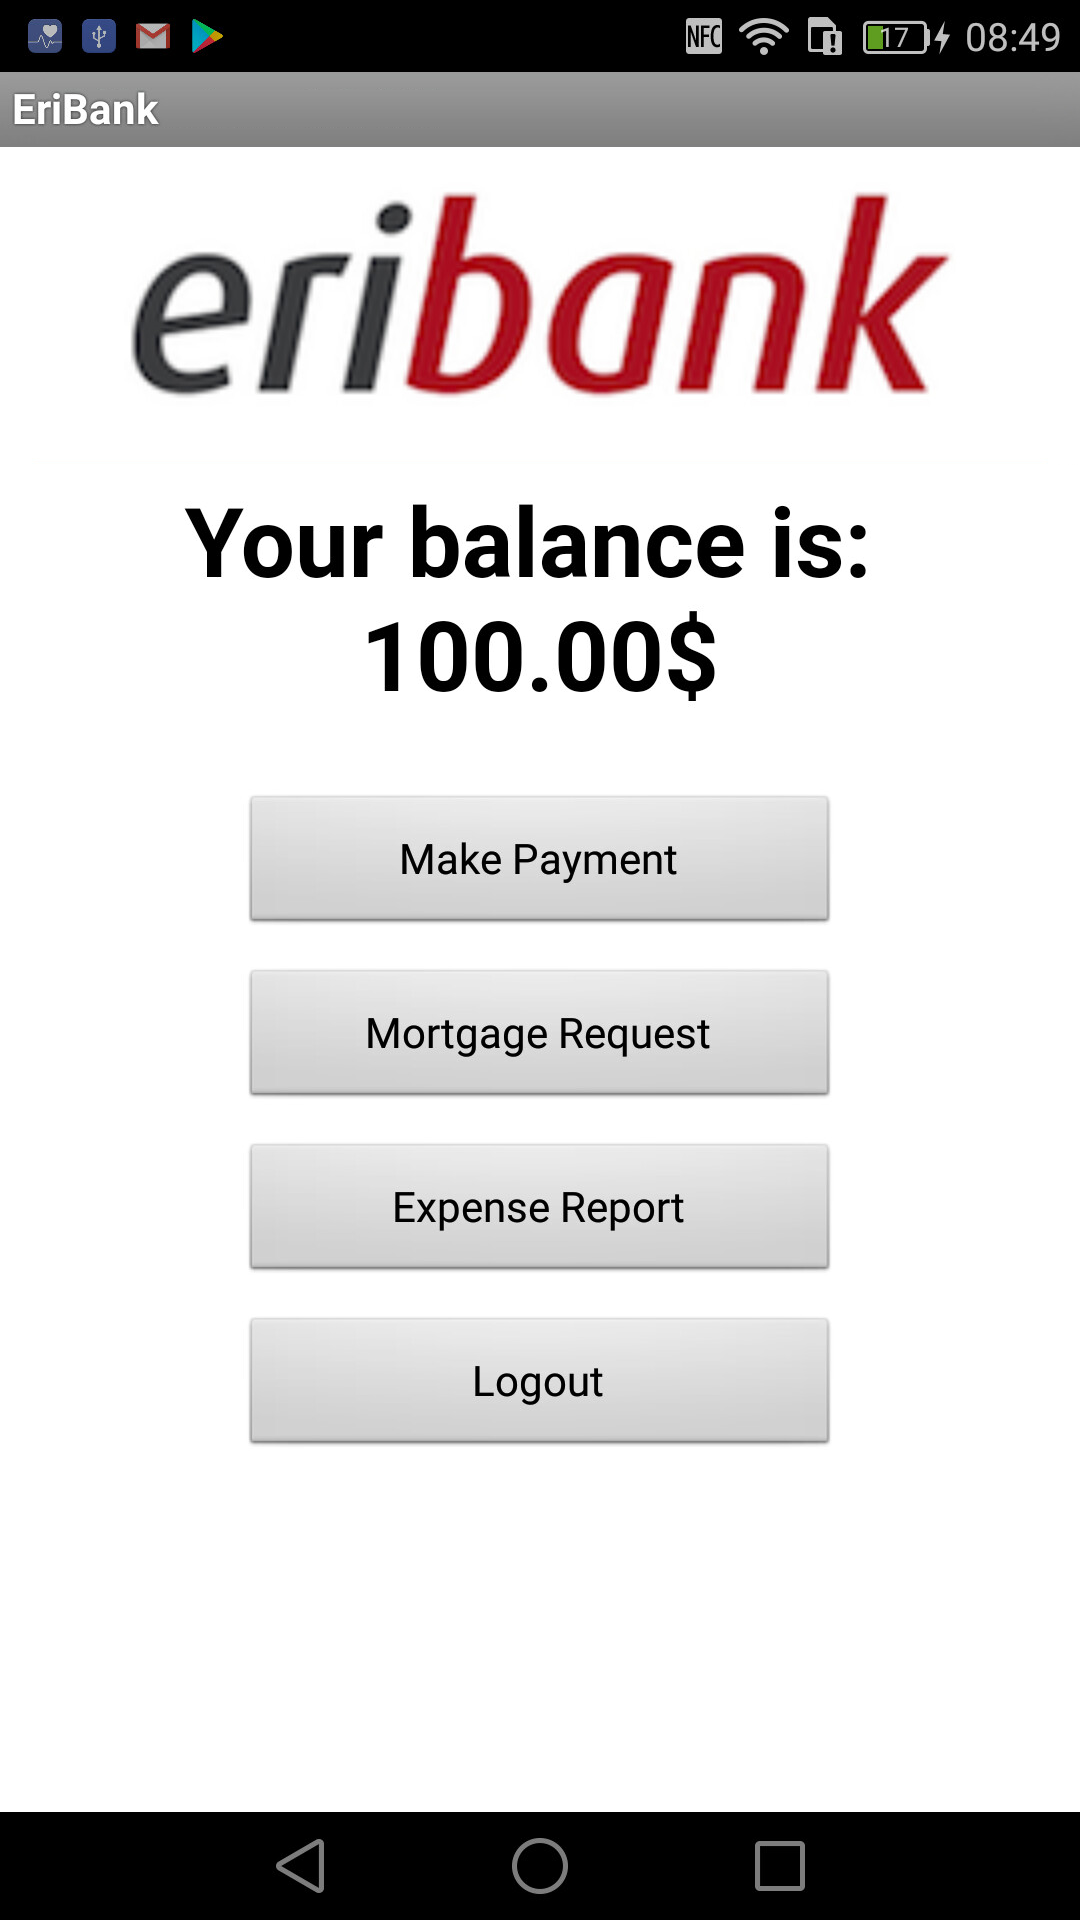 NFC 17 08:49
EriBank
eribank
Your balance is:
100.00$
Make Payment
Mortgage Request
Expense Report
Logout